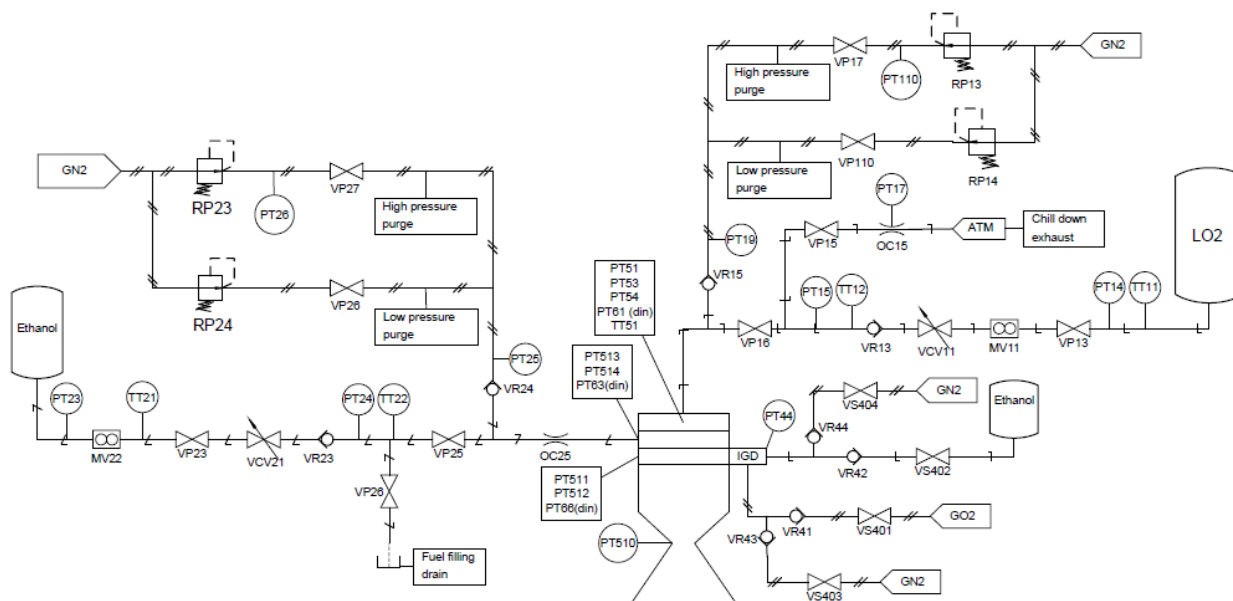 GN2
VP17
PT110
RP13
High pressure
purge
Low pressure
purge
VP110
RP14
GN2
RP23
PT26
VP27
High pressure
purge
PT17
VP15
OC15
ATM
Chill down
exhaust
LO2
PT19
VR15
RP24
VP26
Low pressure
purge
PT51
PT53
PT54
PT61 (din)
TT51
PT15
TT12
PT14
TT11
VP16
VR13
VCV11
MV11
VP13
Ethanol
PT25
VR24
PT513
PT514
PT63(din)
PT23
TT21
PT24
TT22
MV22
VP23
VCV21
VR23
VP25
OC25
PT44
VS404
GN2
Ethanol
VR44
IGD
VR42
VS402
PT511
PT512
PT66(din)
VP26
Fuel filling
drain
PT510
VR43
VR41
VS401
GO2
VS403
GN2